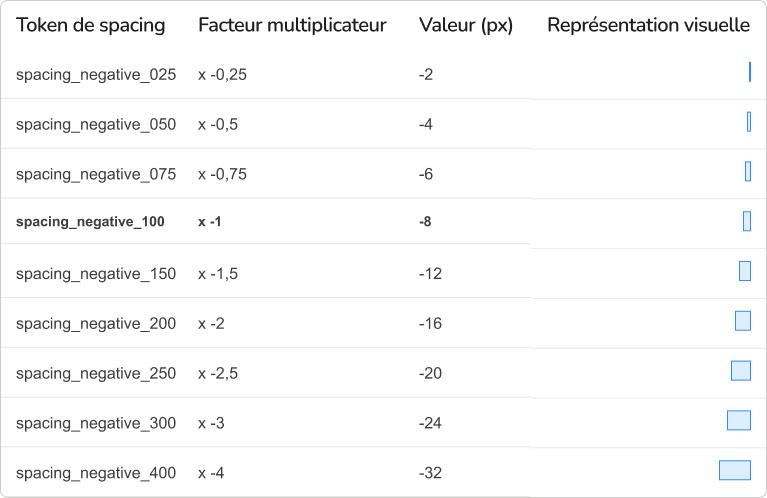 Token de spacing Facteur multiplicateur Valeur (px) Représentation visuelle
spacing_negative_025 x -0,25 -2
spacing_negative_050 x -0,5 -4
spacing_negative_075 x -0,75 -6
spacing_negative_100 x -1 -8
spacing_negative_150 x -1,5 -12
spacing_negative_200 x -2 -16
spacing_negative_250 x -2,5 -20
spacing_negative_300 x -3 -24
spacing_negative_400 x -4 -32